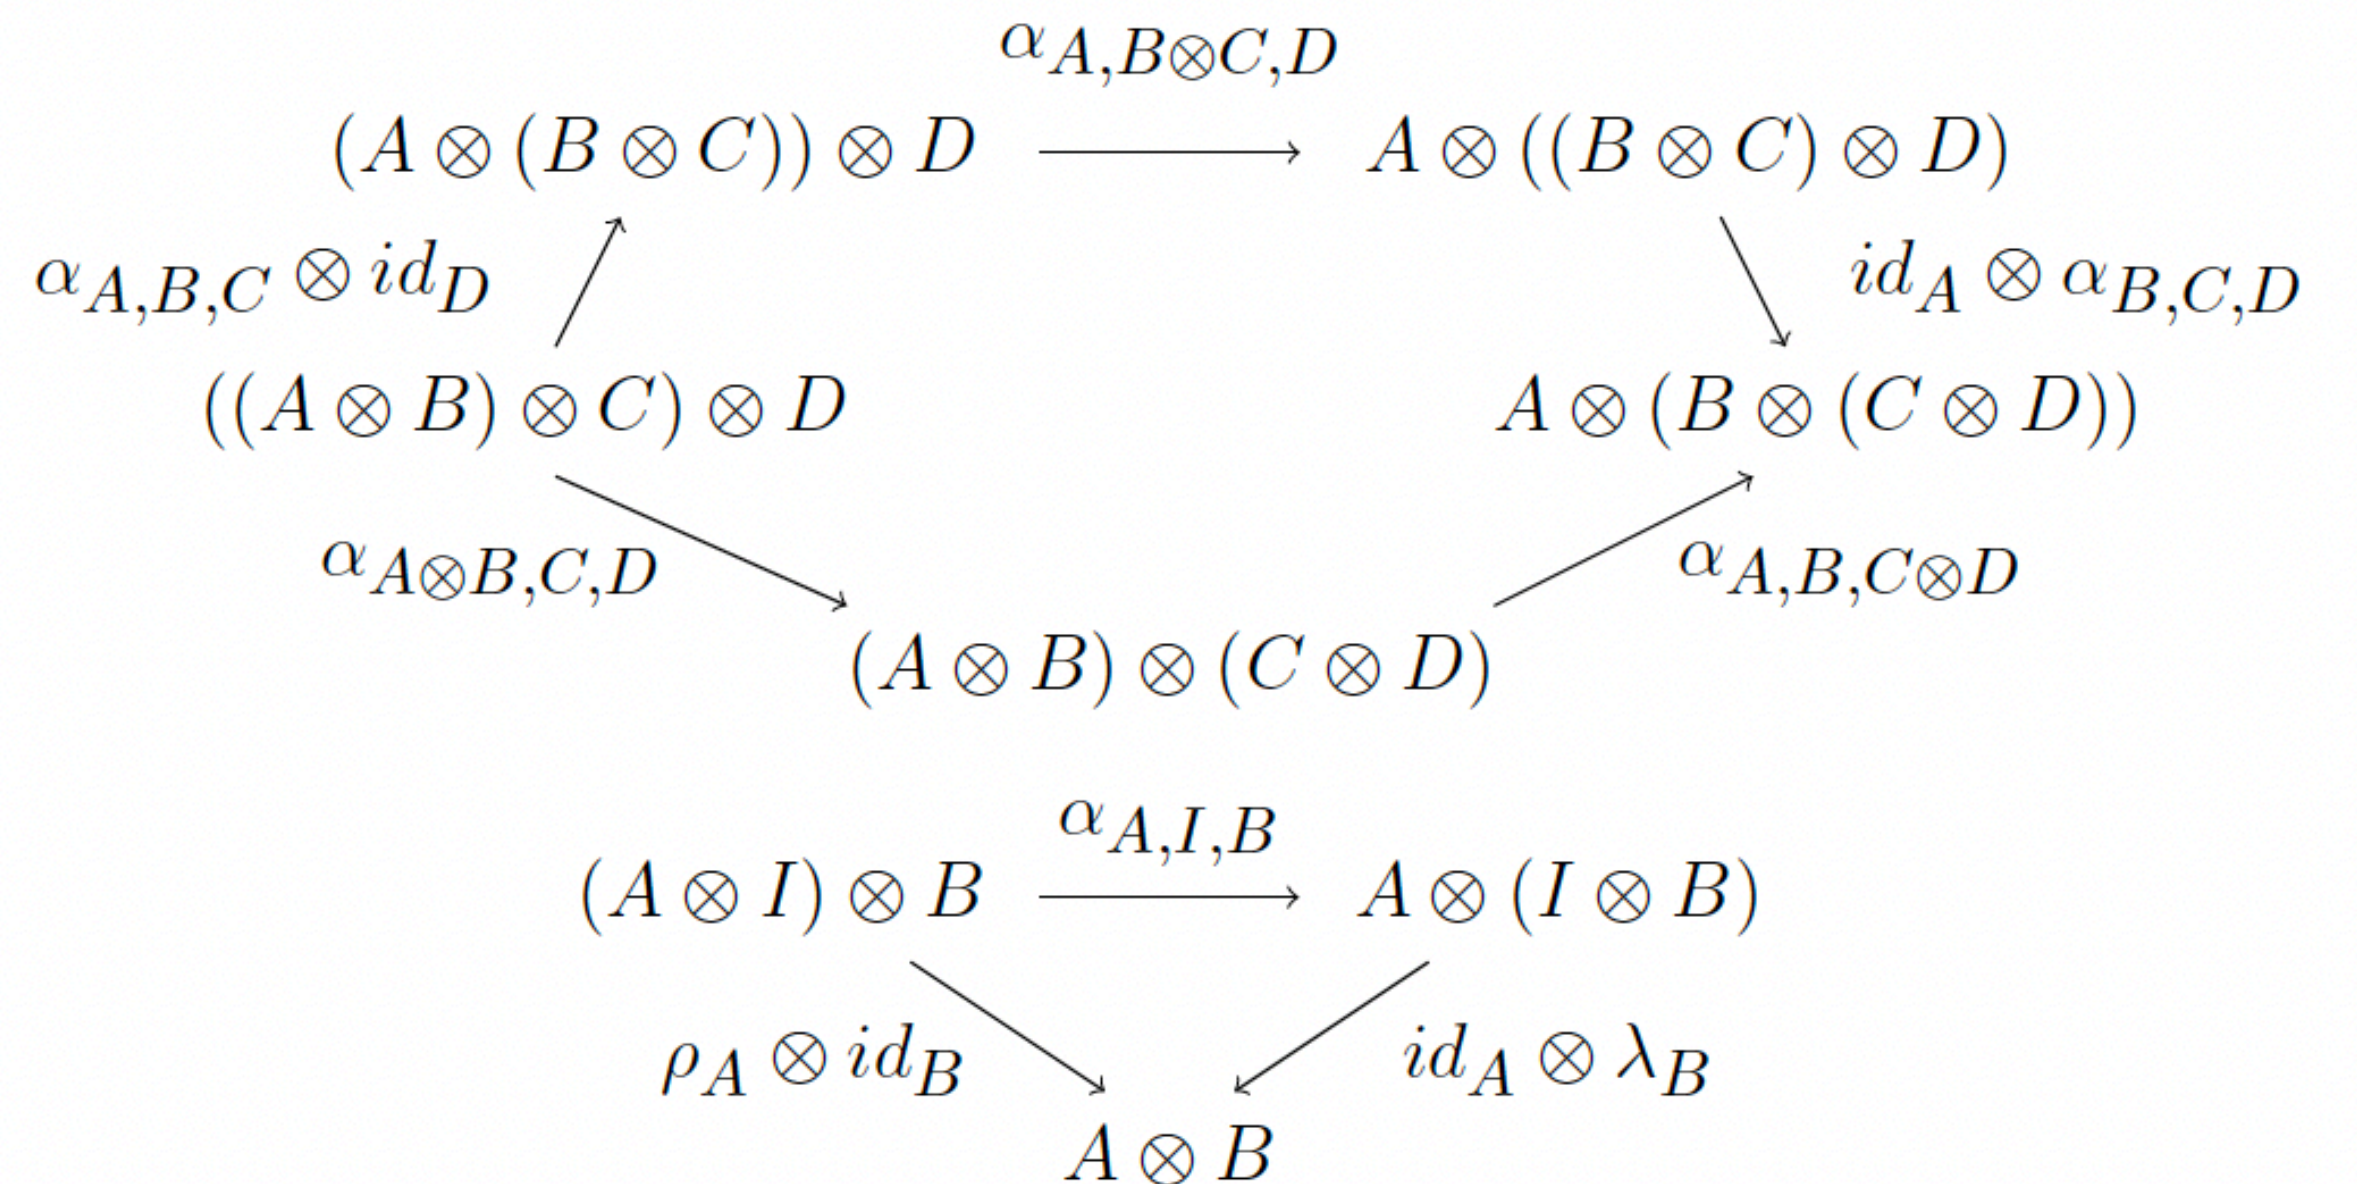 α_{A,B⊗C,D}
(A ⊗ (B ⊗ C)) ⊗ D ⟶ A ⊗ ((B ⊗ C) ⊗ D)
α_{A,B,C} ⊗ id_D id_A ⊗ α_{B,C,D}
((A ⊗ B) ⊗ C) ⊗ D A ⊗ (B ⊗ (C ⊗ D))
α_{A⊗B,C,D} α_{A,B,C⊗D}
(A ⊗ B) ⊗ (C ⊗ D)
α_{A,I,B}
(A ⊗ I) ⊗ B ⟶ A ⊗ (I ⊗ B)
ρ_A ⊗ id_B id_A ⊗ λ_B
A ⊗ B